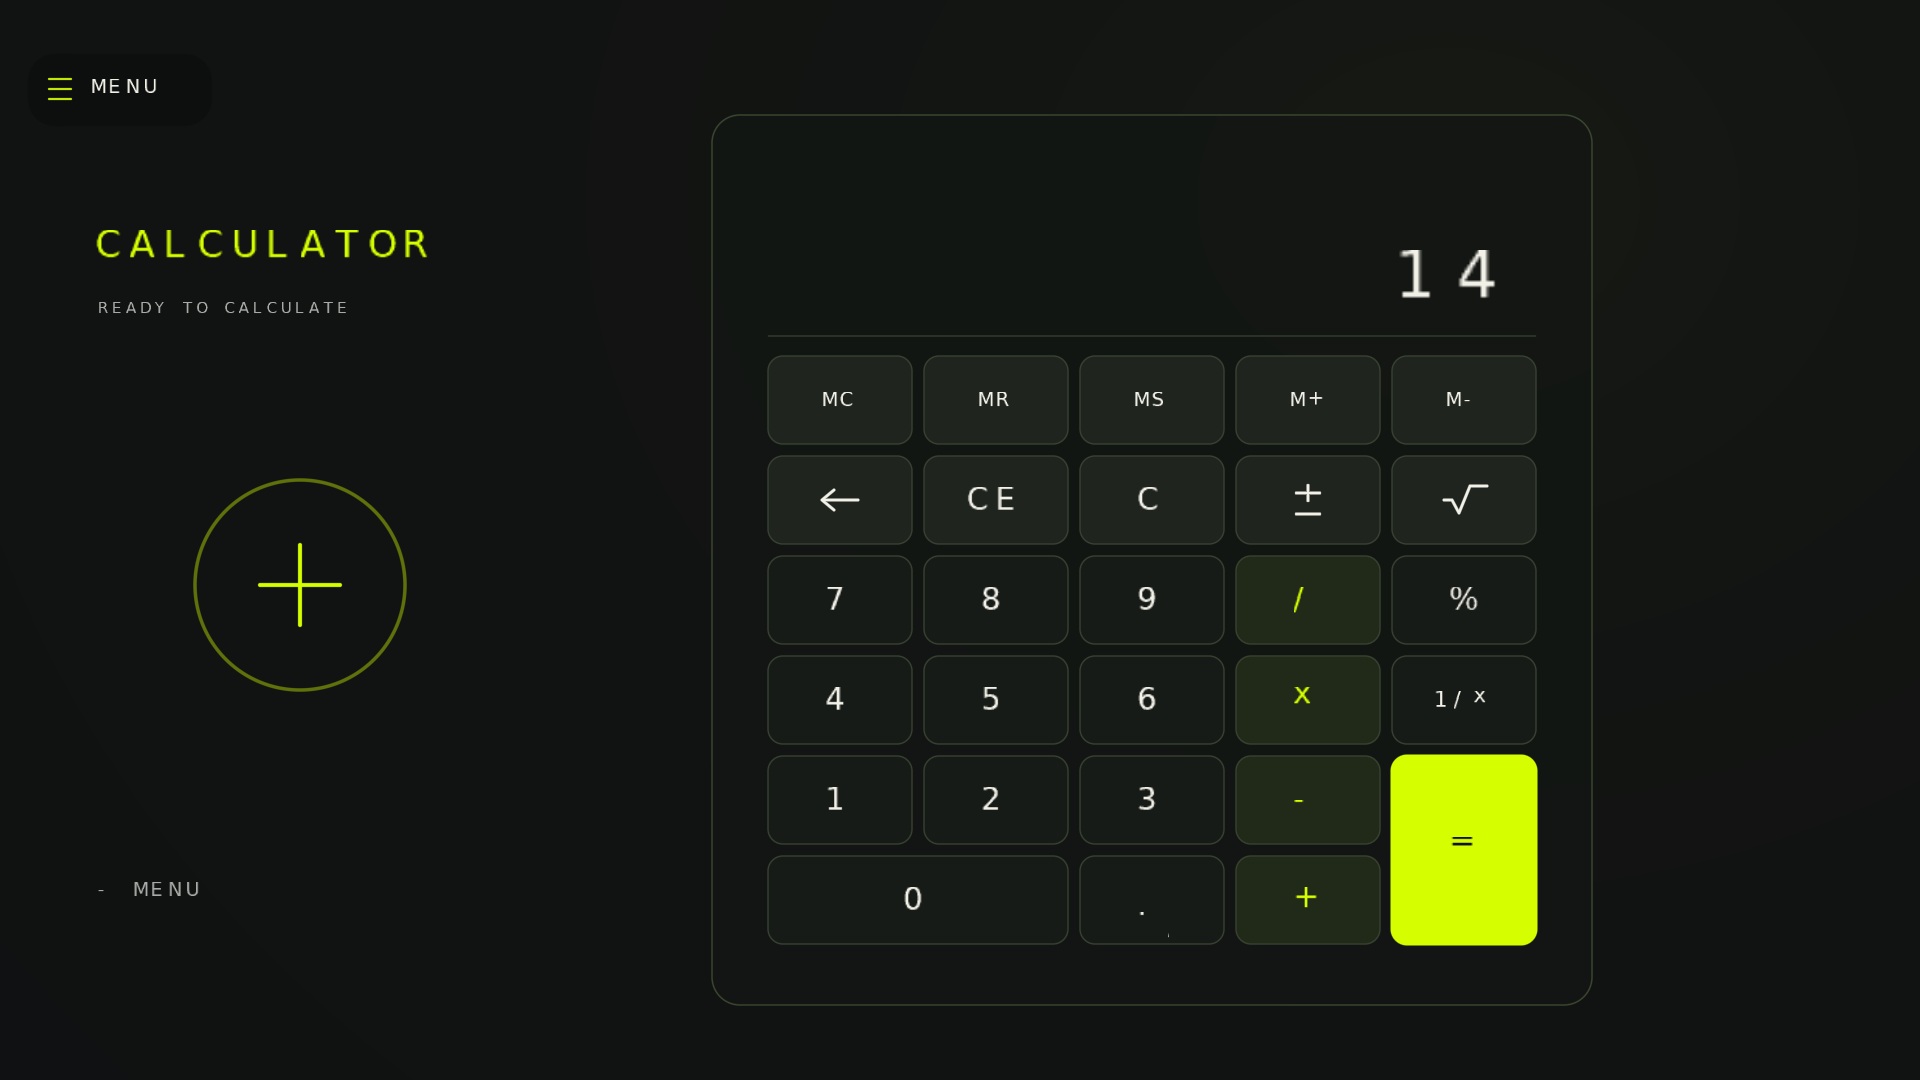 MENU
CALCULATOR
READY TO CALCULATE
14
MC MR MS M+ M-
← CE C ± √
7 8 9 / %
4 5 6 x 1/x
1 2 3 - =
0 . +
- MENU